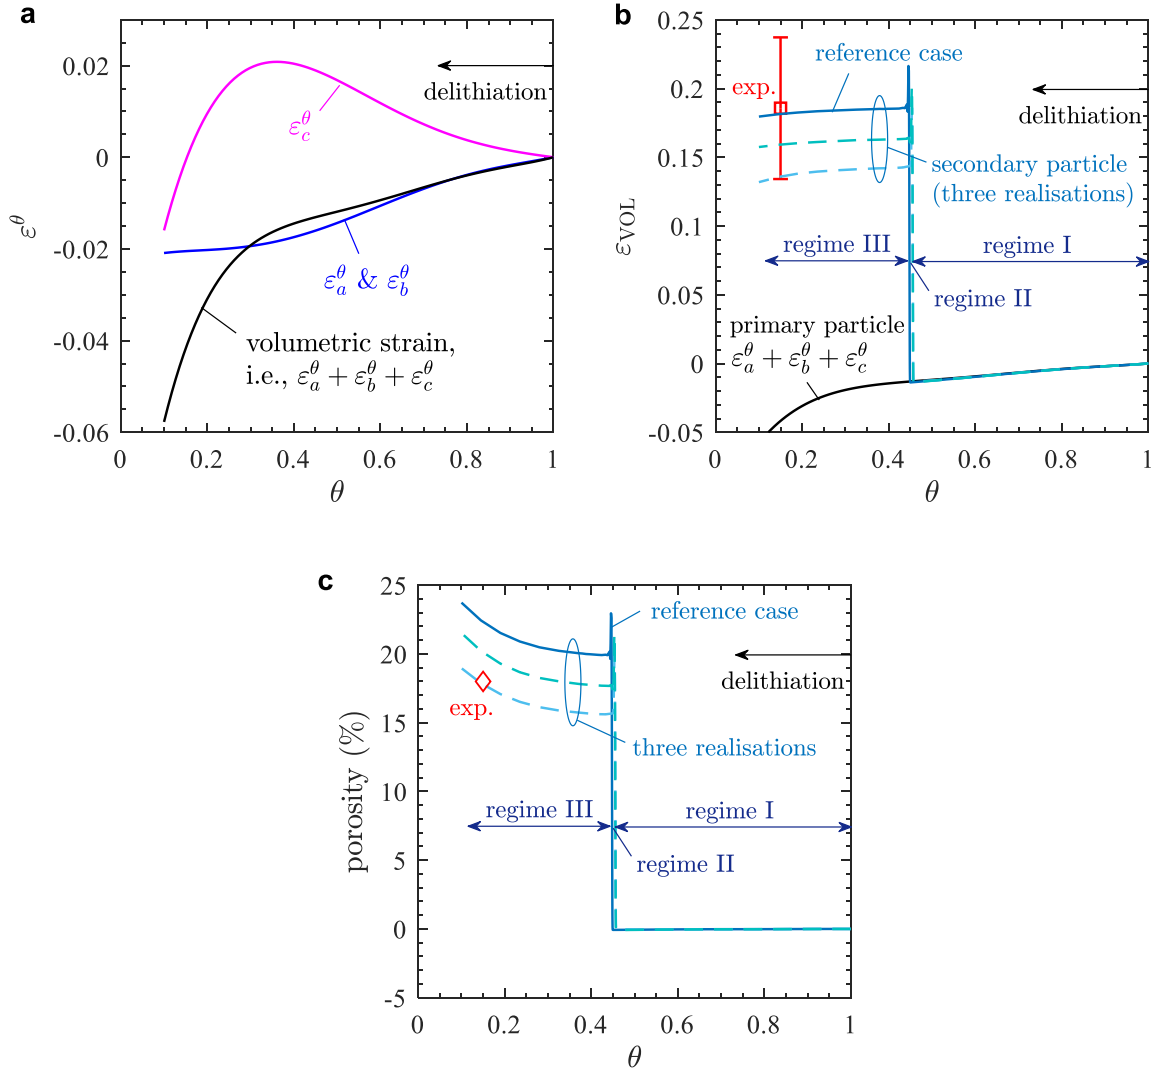 a
0.02
0
-0.02
-0.04
-0.06
ε^θ
delithiation
ε_c^θ
ε_a^θ & ε_b^θ
volumetric strain,
i.e., ε_a^θ + ε_b^θ + ε_c^θ
0 0.2 0.4 0.6 0.8 1
θ
b
0.25
0.2
0.15
0.1
0.05
0
-0.05
ε_VOL
reference case
exp.
delithiation
secondary particle
(three realisations)
regime III
regime I
regime II
primary particle
ε_a^θ + ε_b^θ + ε_c^θ
0 0.2 0.4 0.6 0.8 1
θ
c
25
20
15
10
5
0
-5
porosity (%)
reference case
delithiation
exp.
three realisations
regime III
regime I
regime II
0 0.2 0.4 0.6 0.8 1
θ